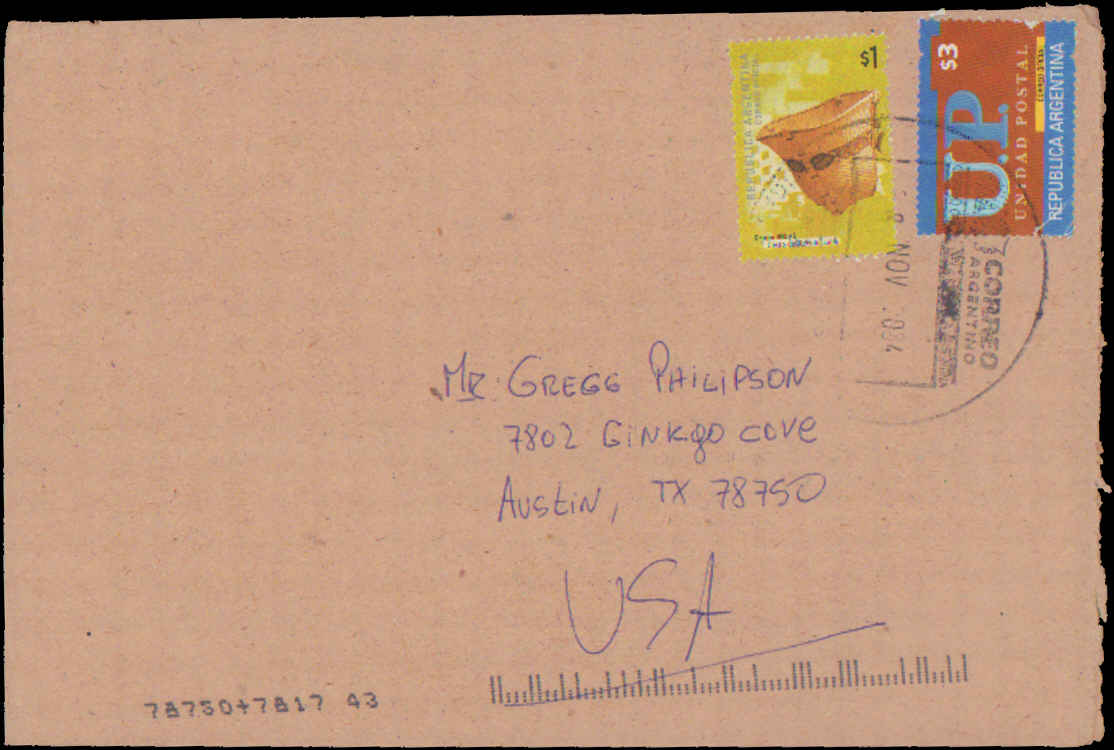 $1
REPUBLICA ARGENTINA
$3
U.P.
UNIDAD POSTAL
REPUBLICA ARGENTINA
NOV
CORREO
ARGENTINO
Mr. GREGG PHILIPSON
7802 GiNKgo cove
AUStiN, TX 78750
USA
78750+7817 43